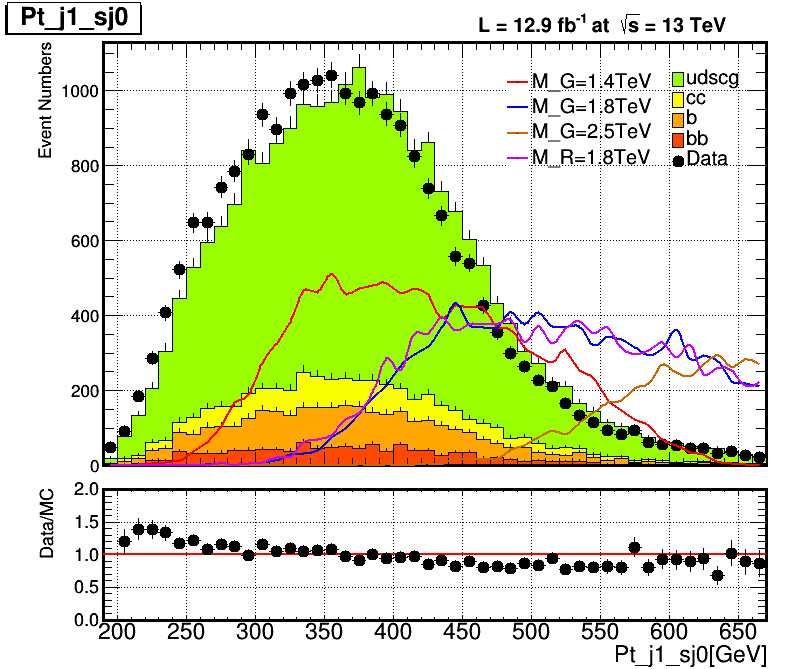 Pt_j1_sj0
L = 12.9 fb-1 at √s = 13 TeV
Event Numbers
1000
800
600
400
200
0
M_G=1.4TeV
M_G=1.8TeV
M_G=2.5TeV
M_R=1.8TeV
udscg
cc
b
bb
Data
Data/MC
2.0
1.5
1.0
0.5
0.0
200 250 300 350 400 450 500 550 600 650
Pt_j1_sj0[GeV]